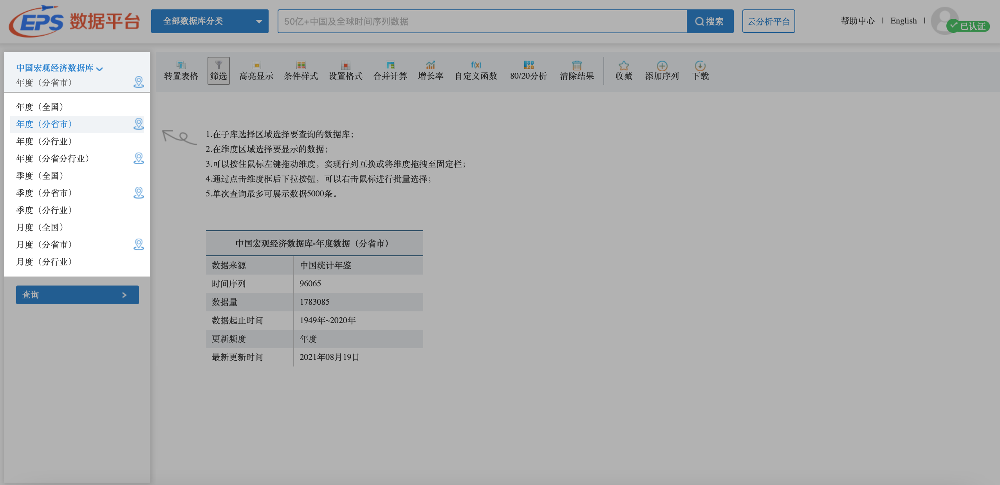 EPS 数据平台
全部数据库分类
50亿+中国及全球时间序列数据
搜索
云分析平台
帮助中心 | English |
已认证
中国宏观经济数据库
年度（分省市）
年度（全国）
年度（分省市）
年度（分行业）
年度（分省分行业）
季度（全国）
季度（分省市）
季度（分行业）
月度（全国）
月度（分省市）
月度（分行业）
查询
转置表格
筛选
高亮显示
条件样式
设置格式
合并计算
增长率
f(x)
自定义函数
80
20
80/20分析
清除结果
收藏
添加序列
下载
1.在子库选择区域选择要查询的数据库；
2.在维度区域选择要显示的数据；
3.可以按住鼠标左键拖动维度，实现行列互换或将维度拖拽至固定栏；
4.通过点击维度框后下拉按钮，可以右击鼠标进行批量选择；
5.单次查询最多可展示数据5000条。
中国宏观经济数据库-年度数据（分省市）
数据来源 中国统计年鉴
时间序列 96065
数据量 1783085
数据起止时间 1949年~2020年
更新频度 年度
最新更新时间 2021年08月19日